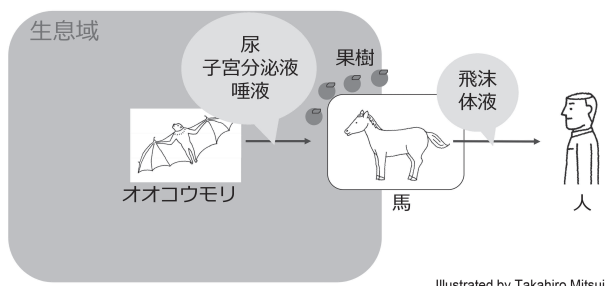 生息域
尿
子宮分泌液
唾液
果樹
飛沫
体液
オオコウモリ
馬
人
Illustrated by Takahiro Mitsui